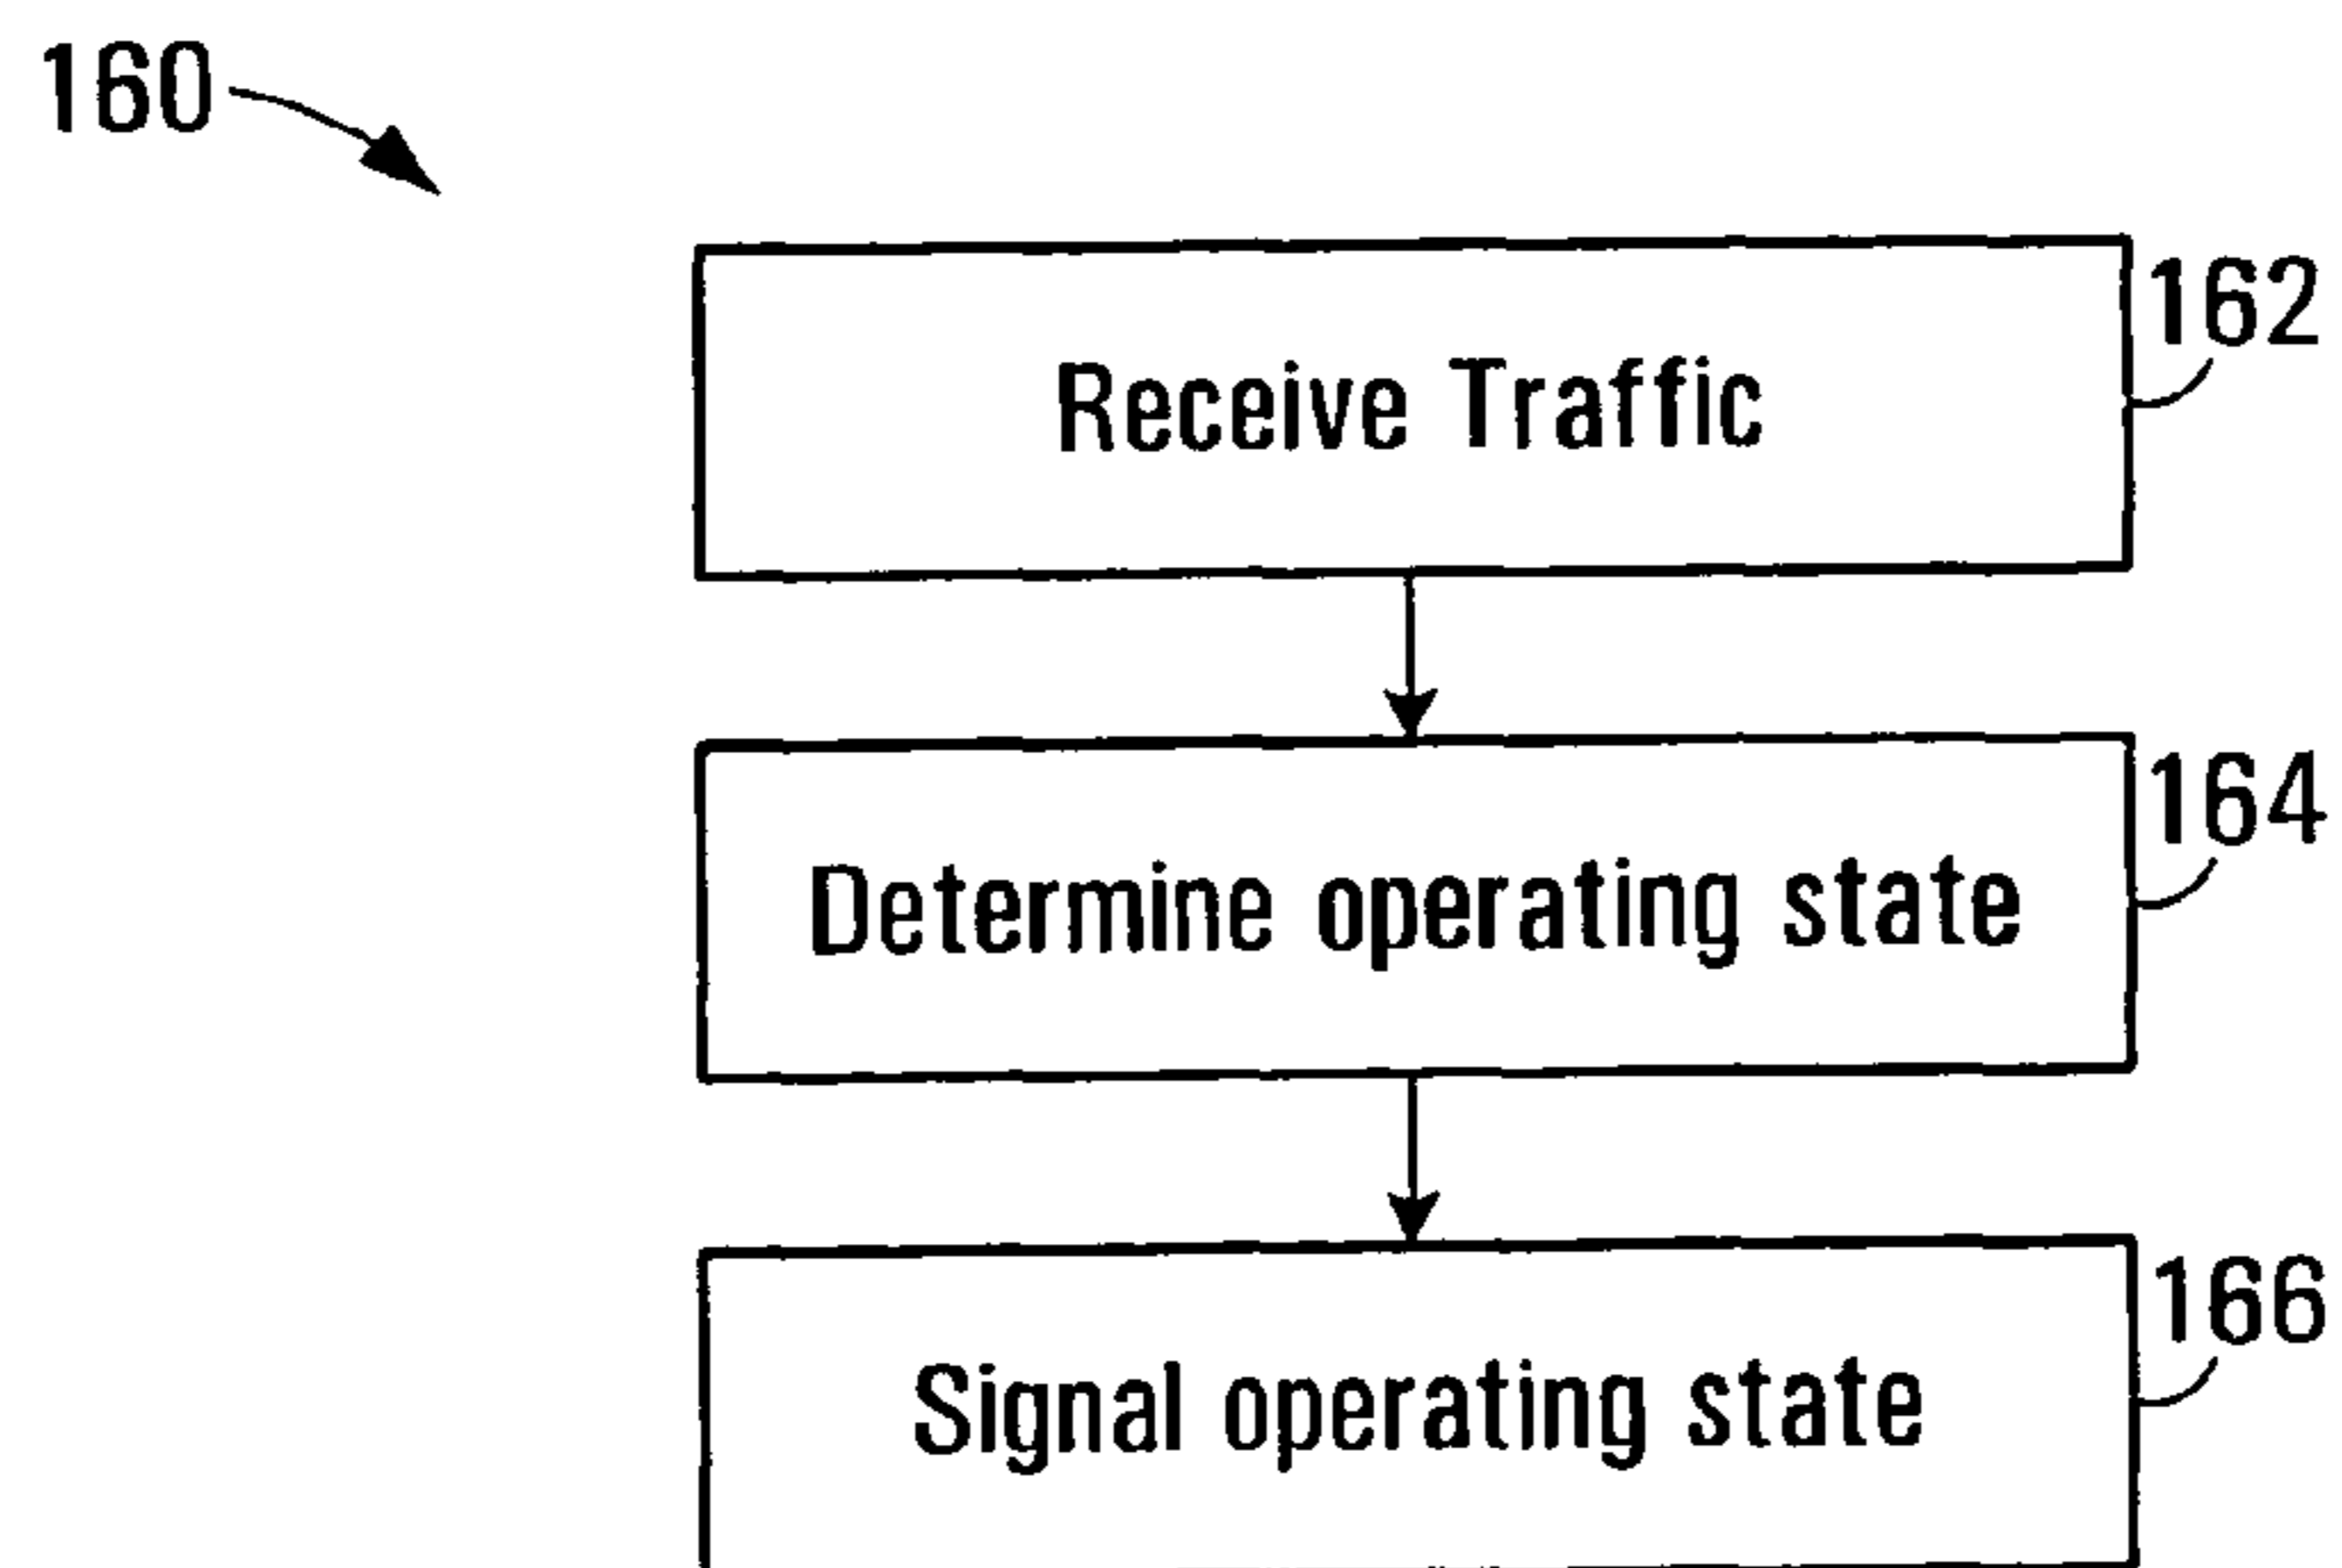 160
162
Receive Traffic
164
Determine operating state
166
Signal operating state